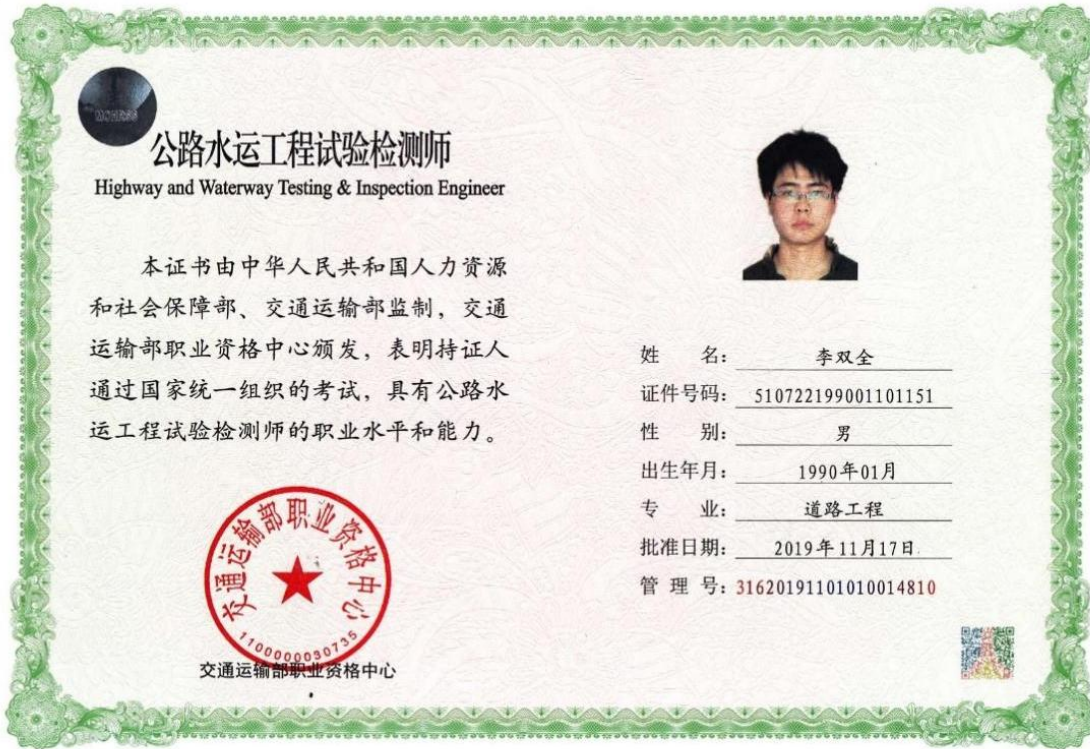 公路水运工程试验检测师
Highway and Waterway Testing & Inspection Engineer
本证书由中华人民共和国人力资源
和社会保障部、交通运输部监制，交通
运输部职业资格中心颁发，表明持证人
通过国家统一组织的考试，具有公路水
运工程试验检测师的职业水平和能力。
交通运输部职业资格中心
1100000030735
交通运输部职业资格中心
姓 名： 李双全
证件号码： 510722199001101151
性 别： 男
出生年月： 1990年01月
专 业： 道路工程
批准日期： 2019年11月17日
管 理 号： 31620191101010014810